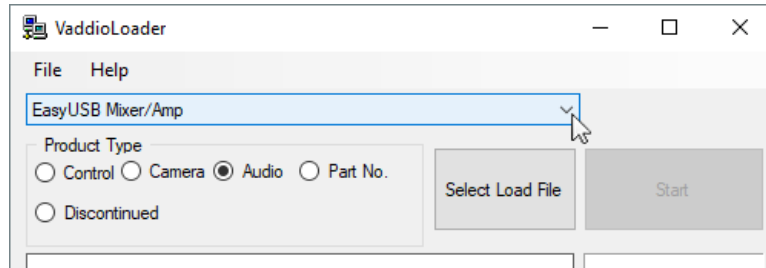 VaddioLoader
File Help
EasyUSB Mixer/Amp
Product Type
Control Camera Audio Part No.
Select Load File Start
Discontinued